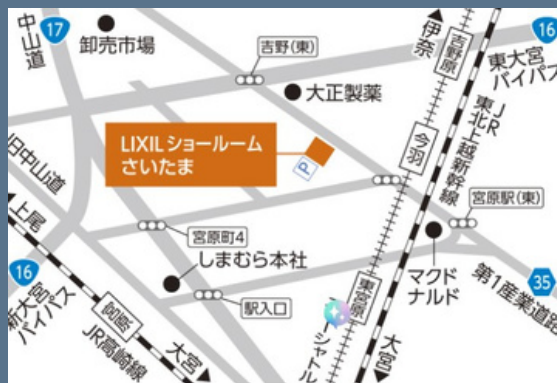 中山道
17
卸売市場
吉野(東)
伊奈
吉野原
16
東大宮
バイパス
大正製薬
LIXILショールーム
さいたま
P
今羽
JR
東北上越新幹線
旧中山道
上尾
宮原町4
宮原駅(東)
しまむら本社
マクド
ナルド
16
新大宮
バイパス
宮原
駅入口
東宮原
35
第1産業道路
JR高崎線
大宮
大宮